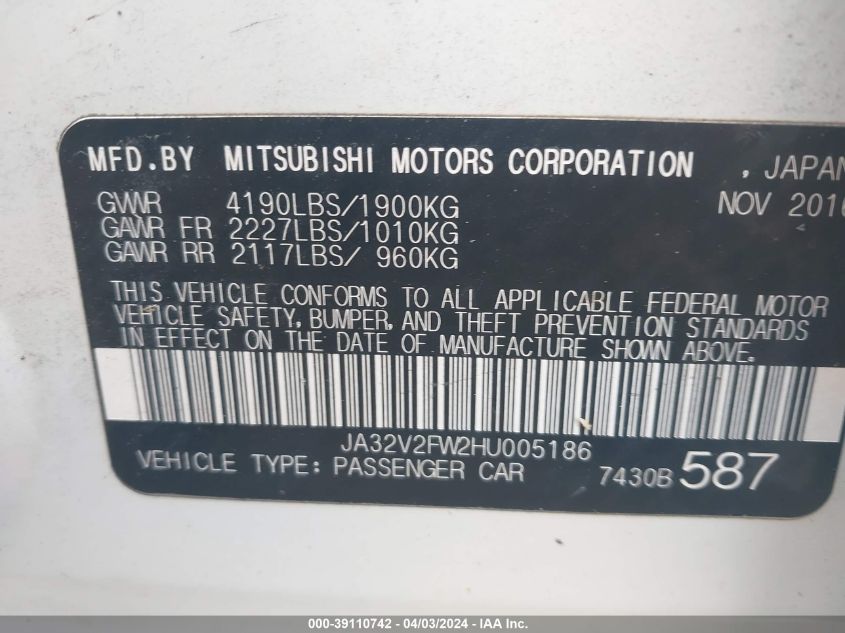 MFD.BY MITSUBISHI MOTORS CORPORATION , JAPAN
GVWR 4190LBS/1900KG NOV 2016
GAWR FR 2227LBS/1010KG
GAWR RR 2117LBS/ 960KG
THIS VEHICLE CONFORMS TO ALL APPLICABLE FEDERAL MOTOR
VEHICLE SAFETY, BUMPER, AND THEFT PREVENTION STANDARDS
IN EFFECT ON THE DATE OF MANUFACTURE SHOWN ABOVE.
JA32V2FW2HU005186
VEHICLE TYPE: PASSENGER CAR 7430B 587
000-39110742 - 04/03/2024 - IAA Inc.